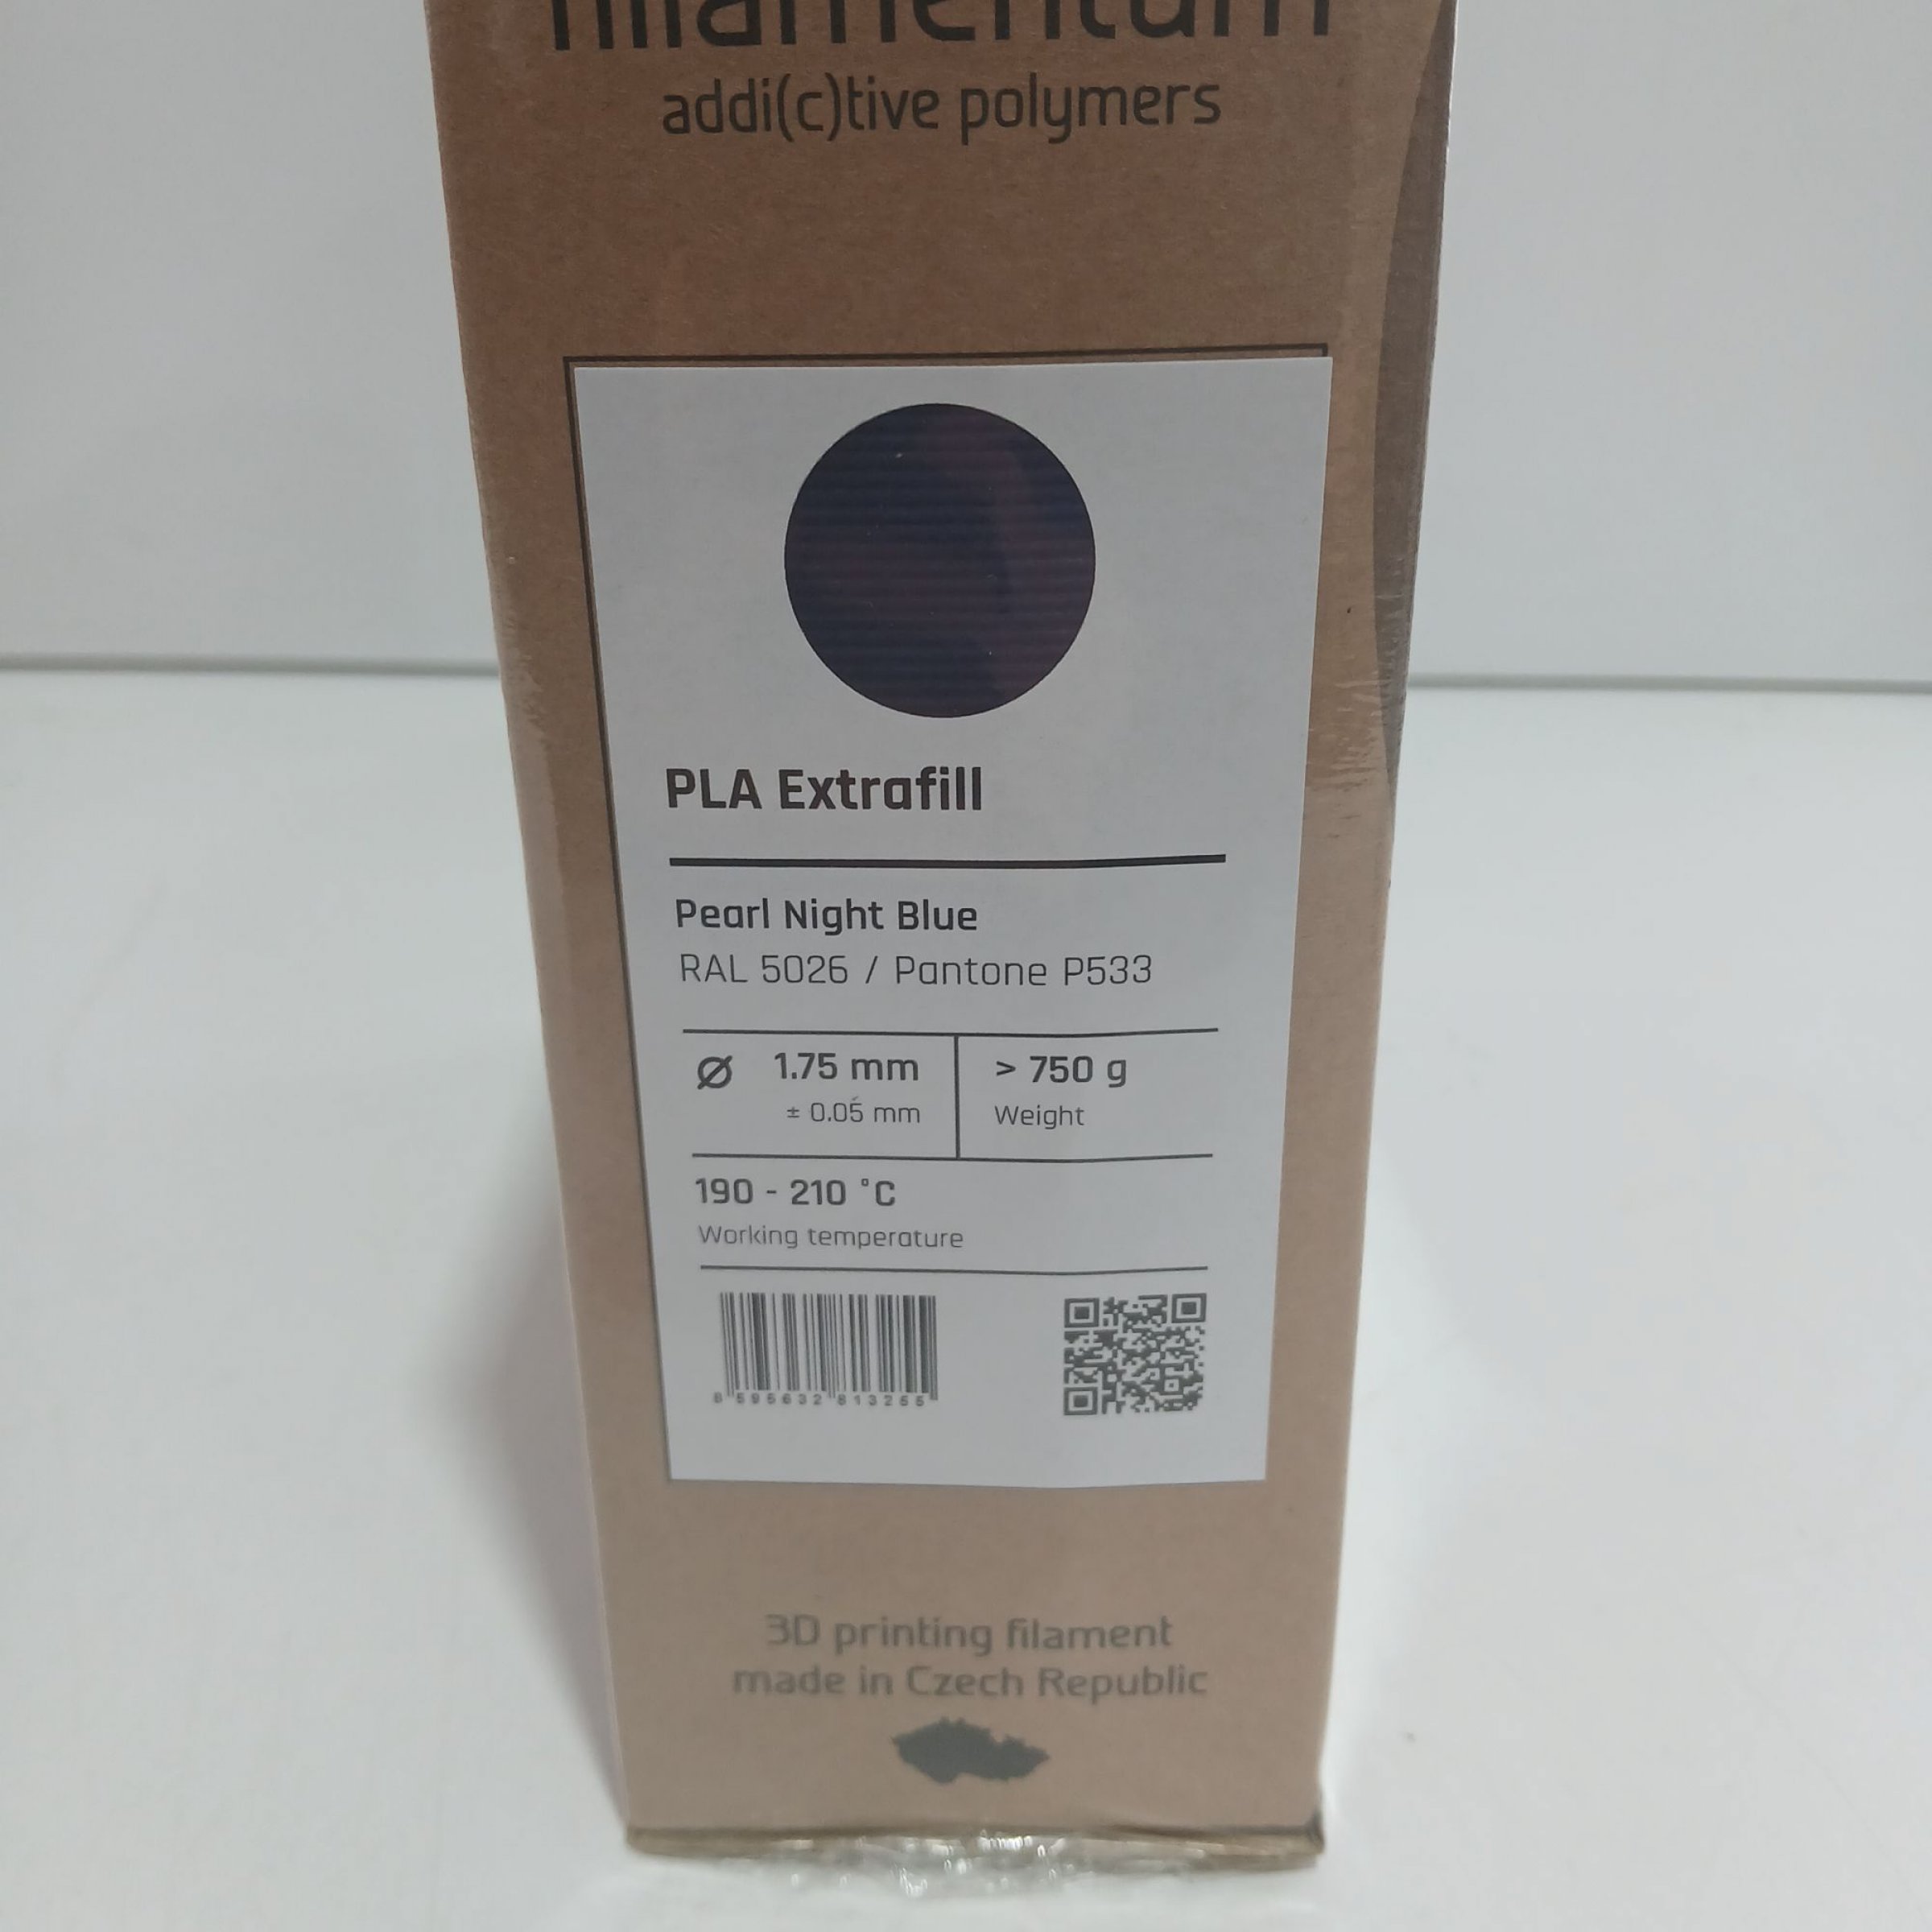 fillamentum
addi(c)tive polymers
PLA Extrafill
Pearl Night Blue
RAL 5026 / Pantone P533
Ø 1.75 mm
± 0.05 mm
> 750 g
Weight
190 - 210 °C
Working temperature
8 595632 813255
3D printing filament
made in Czech Republic